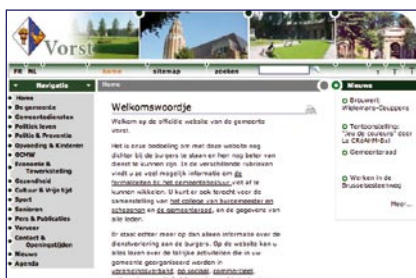 Vorst
FR NL
home
sitemap
zoeken
Navigatie
Home
De gemeente
Gemeentediensten
Politiek leven
Politie & Preventie
Opvoeding & Kinderen
OCMW
Economie &
Tewerkstelling
Gezondheid
Cultuur & Vrije tijd
Sport
Senioren
Pers & Publicaties
Vervoer
Contact &
Openingstijden
Nieuws
Agenda
Home
Welkomswoordje
Welkom op de officiële website van de gemeente
Vorst.
Het is onze bedoeling om met deze website nog
dichter bij de burgers te staan en hen nog beter van
dienst te kunnen zijn. In de verschillende rubrieken
vindt u zo veel mogelijk informatie om de
formaliteiten bij het gemeentebestuur vlot af te
kunnen wikkelen. U kunt er ook terecht voor de
samenstelling van het college van burgemeester en
schepenen en de gemeenteraad, en de gegevens van
alle leden.
Er staat echter meer op dan alleen informatie over de
dienstverlening aan de burgers. Op de website kan u
alles lezen over de talrijke activiteiten die in uw
gemeente georganiseerd worden in
verenigingsverband, op sociaal, commercieel,
Nieuws
Brouwerij
Wielemans-Ceuppens
Tentoonstelling:
"Jeu de couleurs" door
Gemeenteraad
Werken in de
Brusselsesteenweg